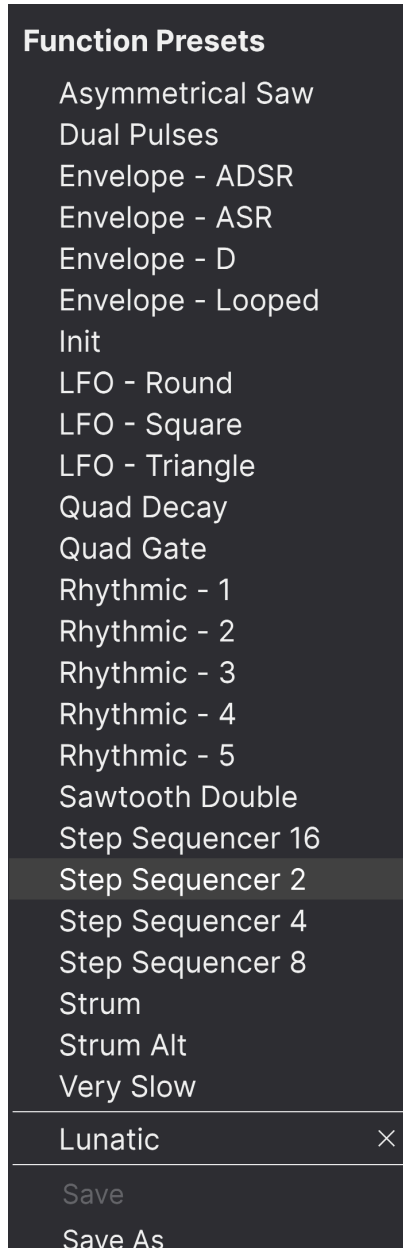 Function Presets
Asymmetrical Saw
Dual Pulses
Envelope - ADSR
Envelope - ASR
Envelope - D
Envelope - Looped
Init
LFO - Round
LFO - Square
LFO - Triangle
Quad Decay
Quad Gate
Rhythmic - 1
Rhythmic - 2
Rhythmic - 3
Rhythmic - 4
Rhythmic - 5
Sawtooth Double
Step Sequencer 16
Step Sequencer 2
Step Sequencer 4
Step Sequencer 8
Strum
Strum Alt
Very Slow
Lunatic
Save
Save As